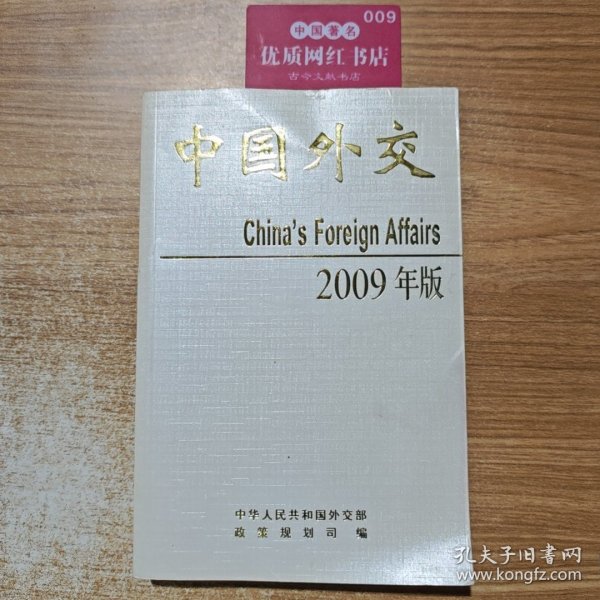 009
中国著名
优质网红书店
古今文献书店
中国外交
China's Foreign Affairs
2009年版
中华人民共和国外交部
政策规划司 编
孔夫子旧书网
www.kongfz.com